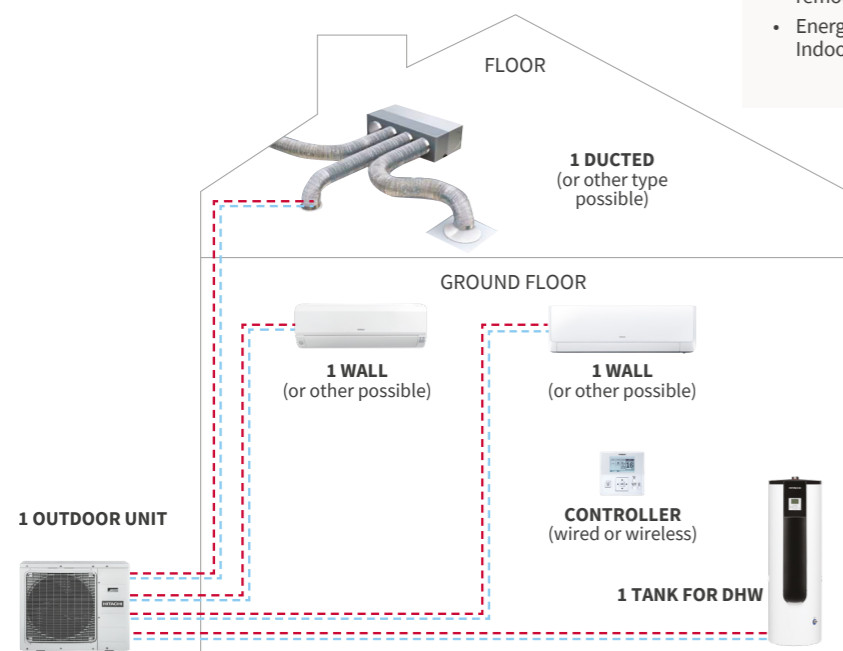 • Energ
Indoo
FLOOR
1 DUCTED
(or other type
possible)
GROUND FLOOR
1 WALL
(or other possible)
1 WALL
(or other possible)
CONTROLLER
(wired or wireless)
1 OUTDOOR UNIT
HITACHI
1 TANK FOR DHW